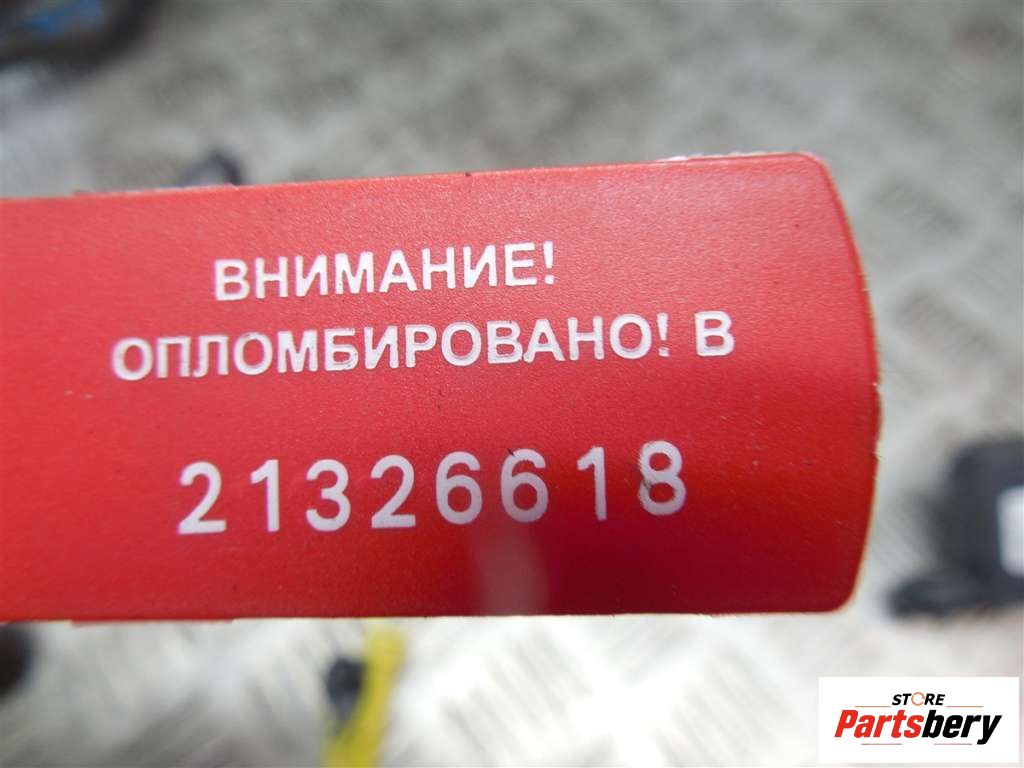 ВНИМАНИЕ!
ОПЛОМБИРОВАНО! В
21326618
STORE
Partsbery